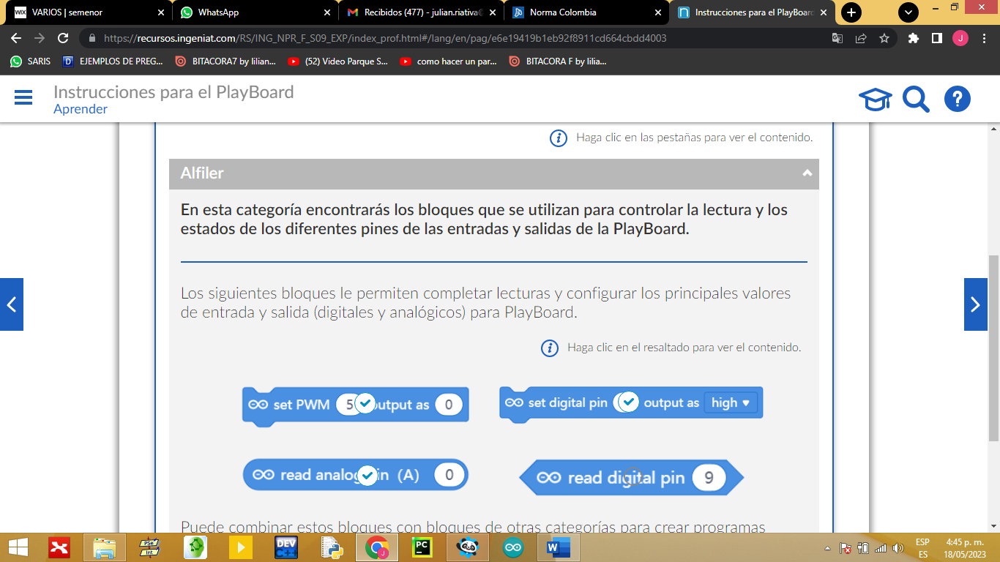 VARIOS | semenor
WhatsApp
Recibidos (477) - julian.riativa
Norma Colombia
Instrucciones para el PlayBoard
https://recursos.ingeniat.com/RS/ING_NPR_F_S09_EXP/index_prof.html#/lang/en/pag/e6e19419b1eb92f8911cd664cbdd4003
SARIS
EJEMPLOS DE PREG...
BITACORA7 by lilian...
(52) Video Parque S...
como hacer un par...
BITACORA F by lilia...
Instrucciones para el PlayBoard
Aprender
Haga clic en las pestañas para ver el contenido.
Alfiler
En esta categoría encontrarás los bloques que se utilizan para controlar la lectura y los
estados de los diferentes pines de las entradas y salidas de la PlayBoard.
Los siguientes bloques le permiten completar lecturas y configurar los principales valores
de entrada y salida (digitales y analógicos) para PlayBoard.
Haga clic en el resaltado para ver el contenido.
set PWM 5 utput as 0
set digital pin output as high
read analog in (A) 0
read digital pin 9
Puede combinar estos bloques con bloques de otras categorías para crear programas
ESP
ES
4:45 p. m.
18/05/2023